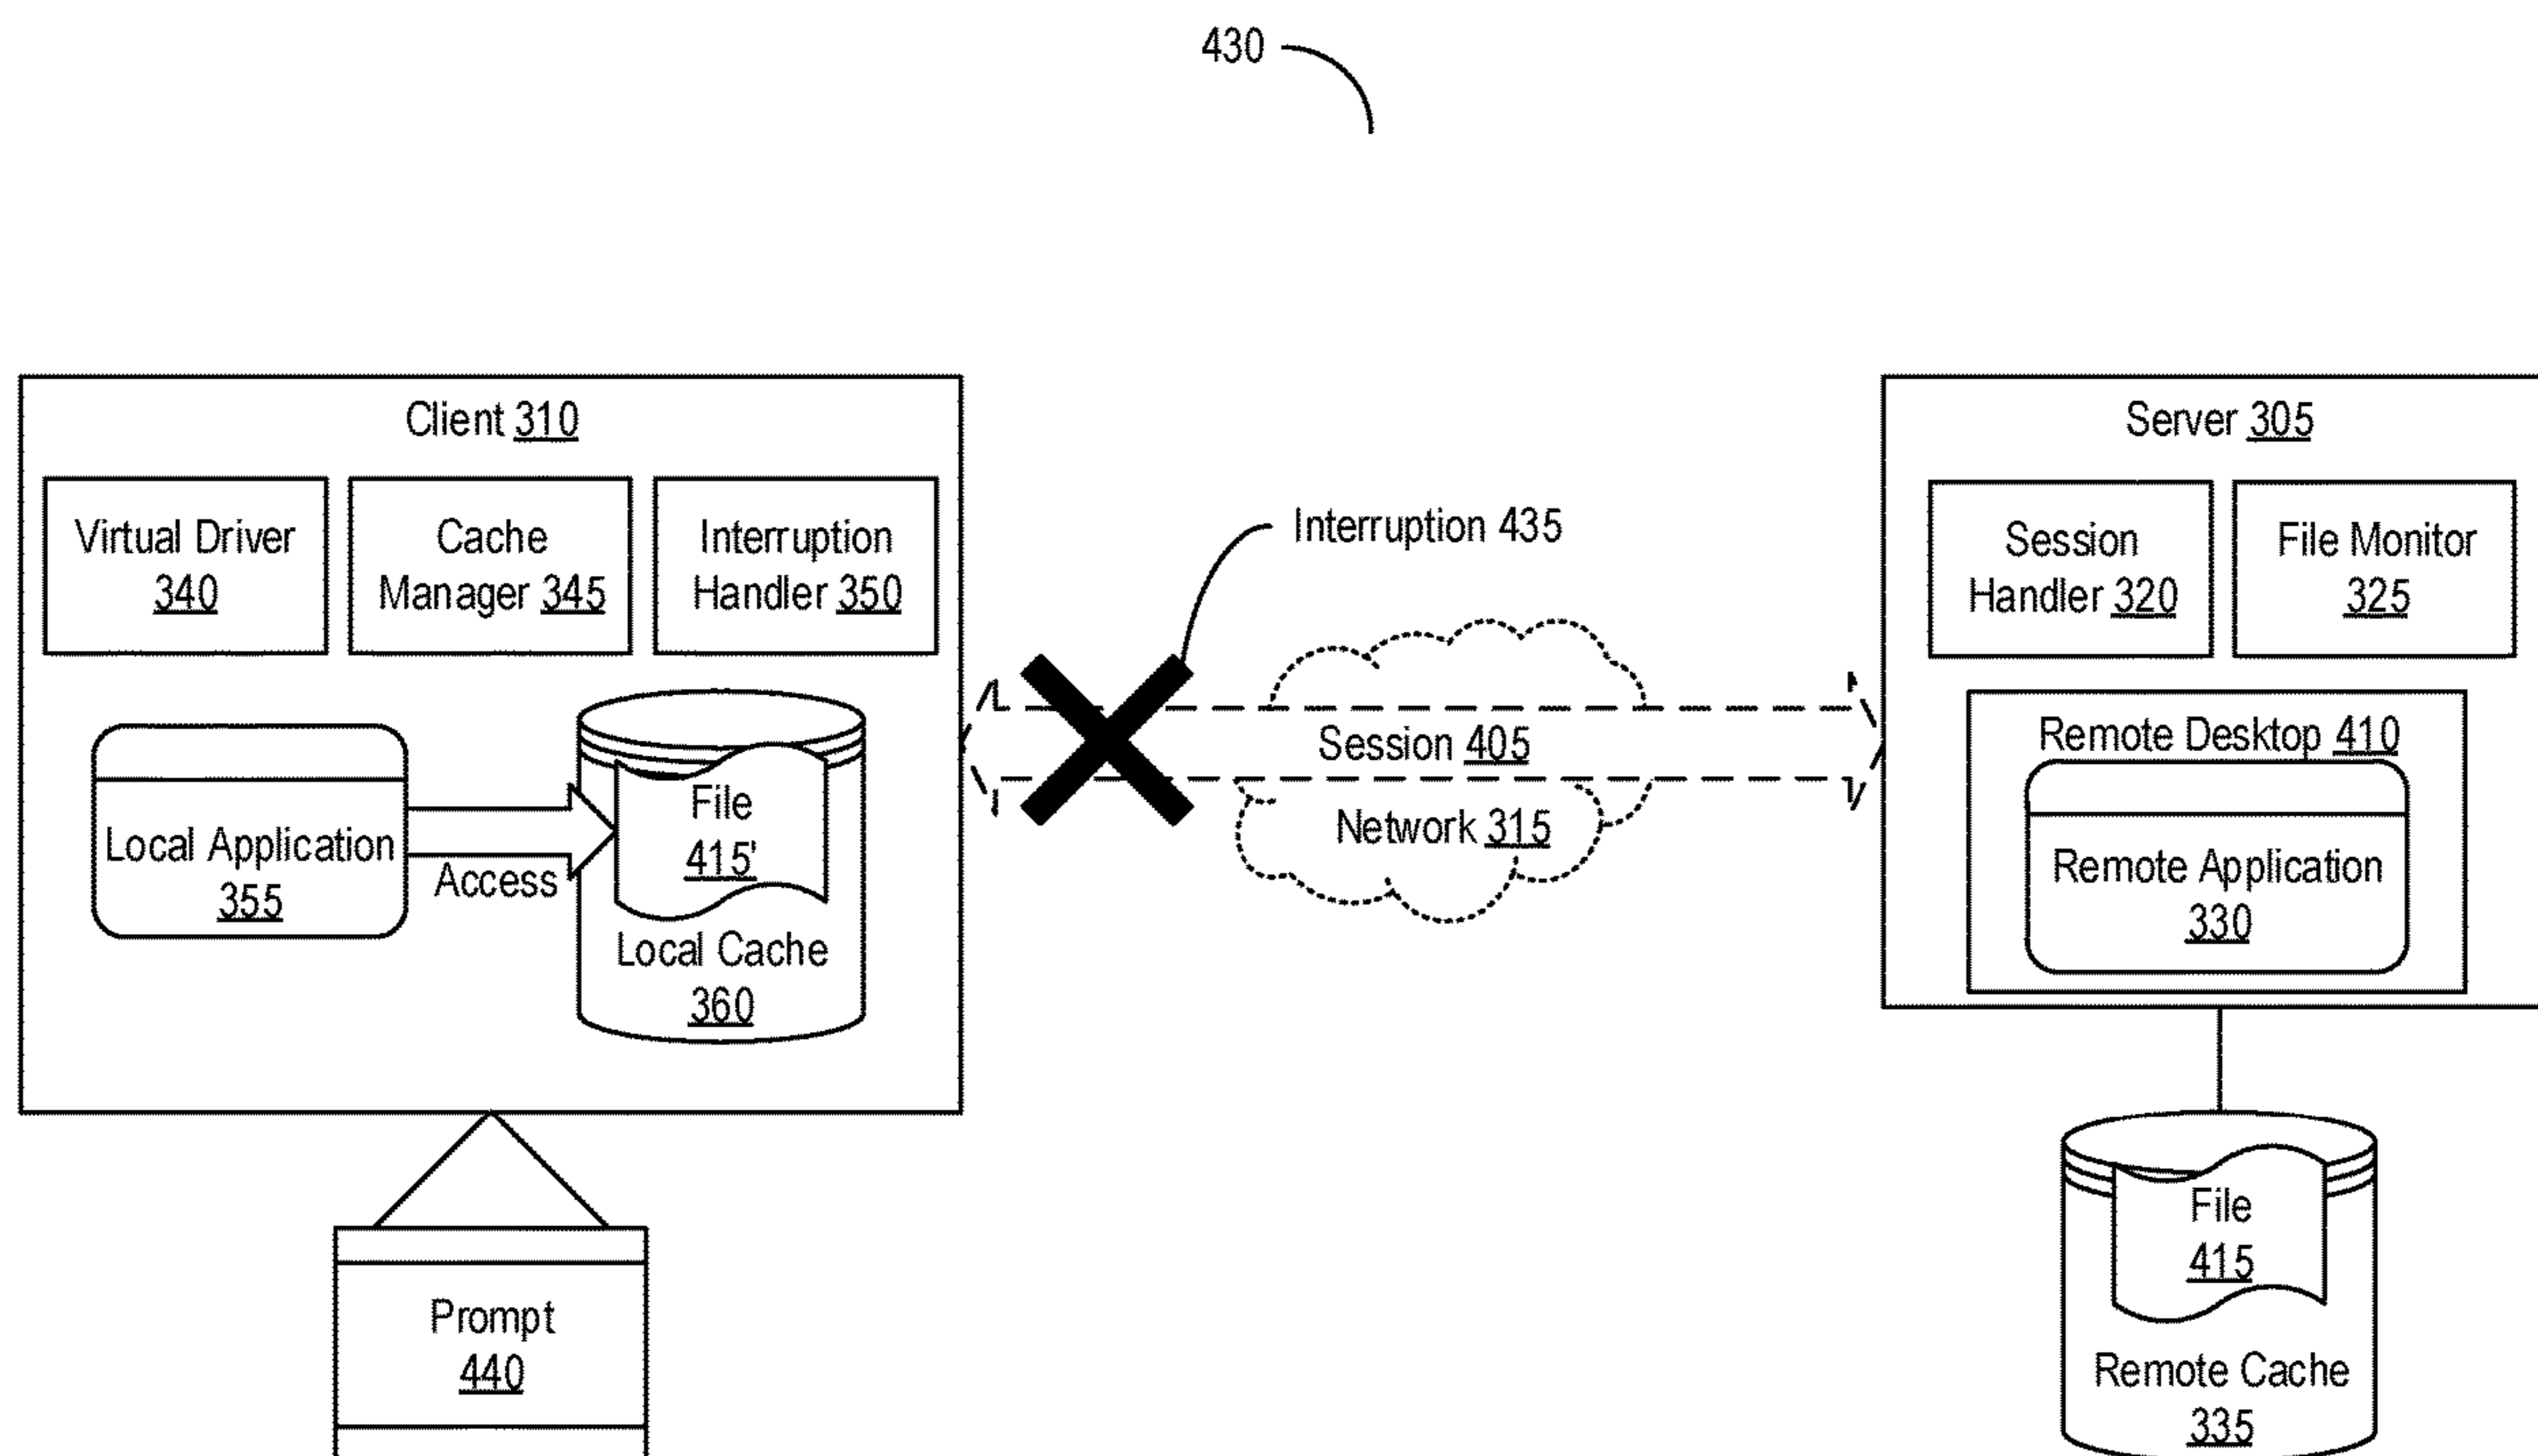 430
Client 310
Virtual Driver
340
Cache
Manager 345
Interruption
Handler 350
Local Application
355
Access
File
415'
Local Cache
360
Prompt
440
Interruption 435
Session 405
Network 315
Server 305
Session
Handler 320
File Monitor
325
Remote Desktop 410
Remote Application
330
File
415
Remote Cache
335